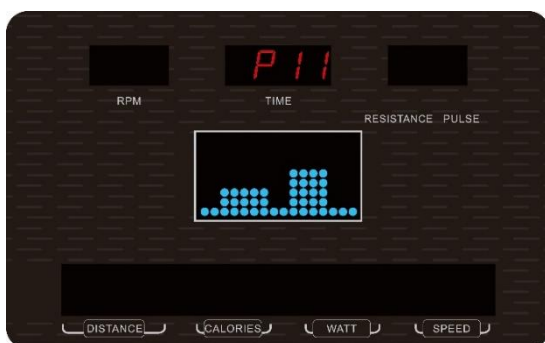 P11
RPM
TIME
RESISTANCE PULSE
DISTANCE
CALORIES
WATT
SPEED